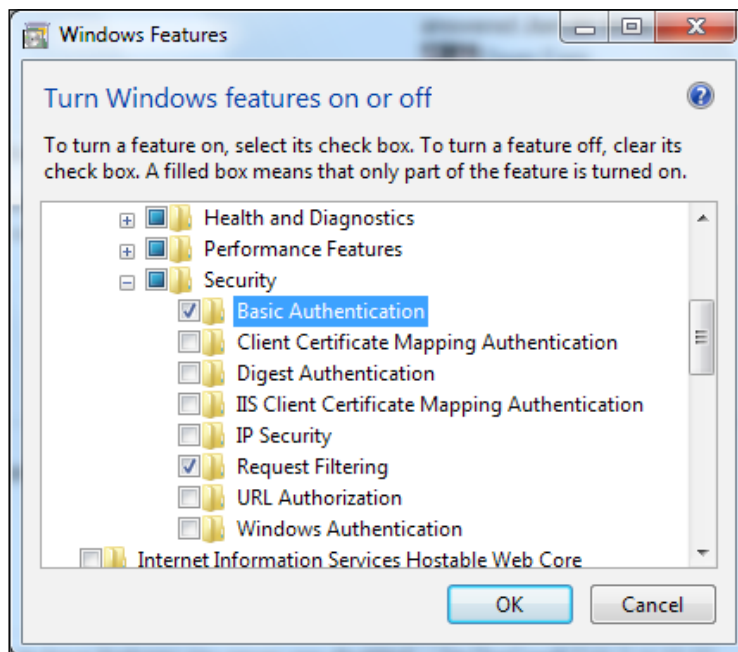 Windows Features
Turn Windows features on or off
To turn a feature on, select its check box. To turn a feature off, clear its
check box. A filled box means that only part of the feature is turned on.
Health and Diagnostics
Performance Features
Security
Basic Authentication
Client Certificate Mapping Authentication
Digest Authentication
IIS Client Certificate Mapping Authentication
IP Security
Request Filtering
URL Authorization
Windows Authentication
Internet Information Services Hostable Web Core
OK Cancel